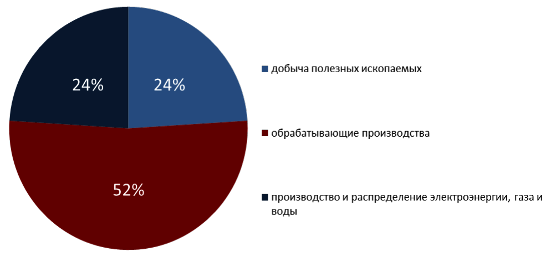 24%
24%
52%
добыча полезных ископаемых
обрабатывающие производства
производство и распределение электроэнергии, газа и
воды